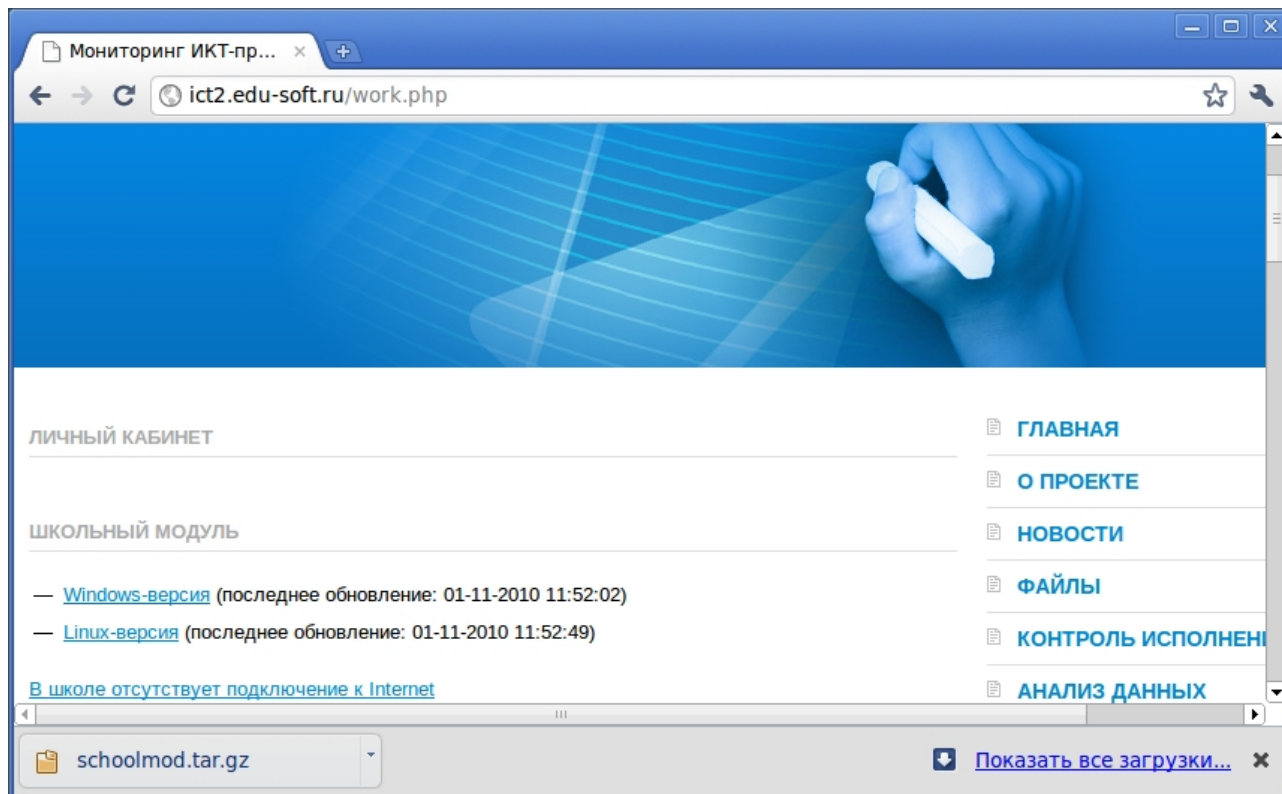 Мониторинг ИКТ-пр...
ict2.edu-soft.ru/work.php
ЛИЧНЫЙ КАБИНЕТ
ШКОЛЬНЫЙ МОДУЛЬ
— Windows-версия (последнее обновление: 01-11-2010 11:52:02)
— Linux-версия (последнее обновление: 01-11-2010 11:52:49)
В школе отсутствует подключение к Internet
ГЛАВНАЯ
О ПРОЕКТЕ
НОВОСТИ
ФАЙЛЫ
КОНТРОЛЬ ИСПОЛНЕНИ
АНАЛИЗ ДАННЫХ
schoolmod.tar.gz
Показать все загрузки...